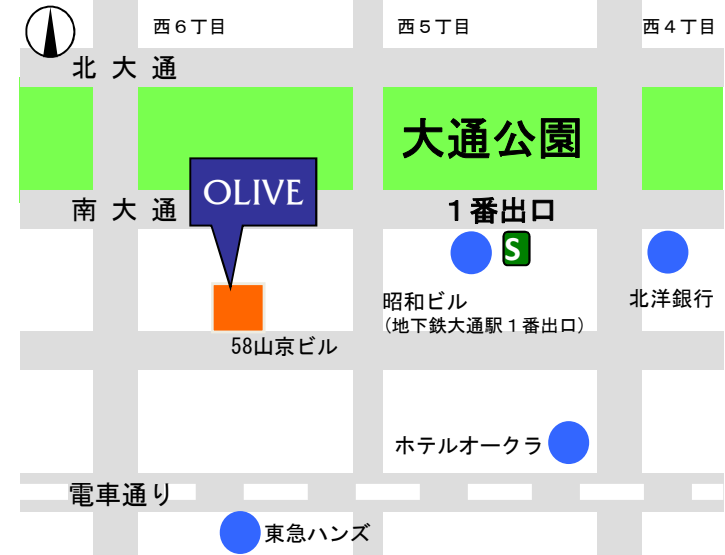 西６丁目
西５丁目
西４丁目
北大通
大通公園
OLIVE
南大通
１番出口
S
昭和ビル
(地下鉄大通駅１番出口)
北洋銀行
58山京ビル
ホテルオークラ
電車通り
東急ハンズ